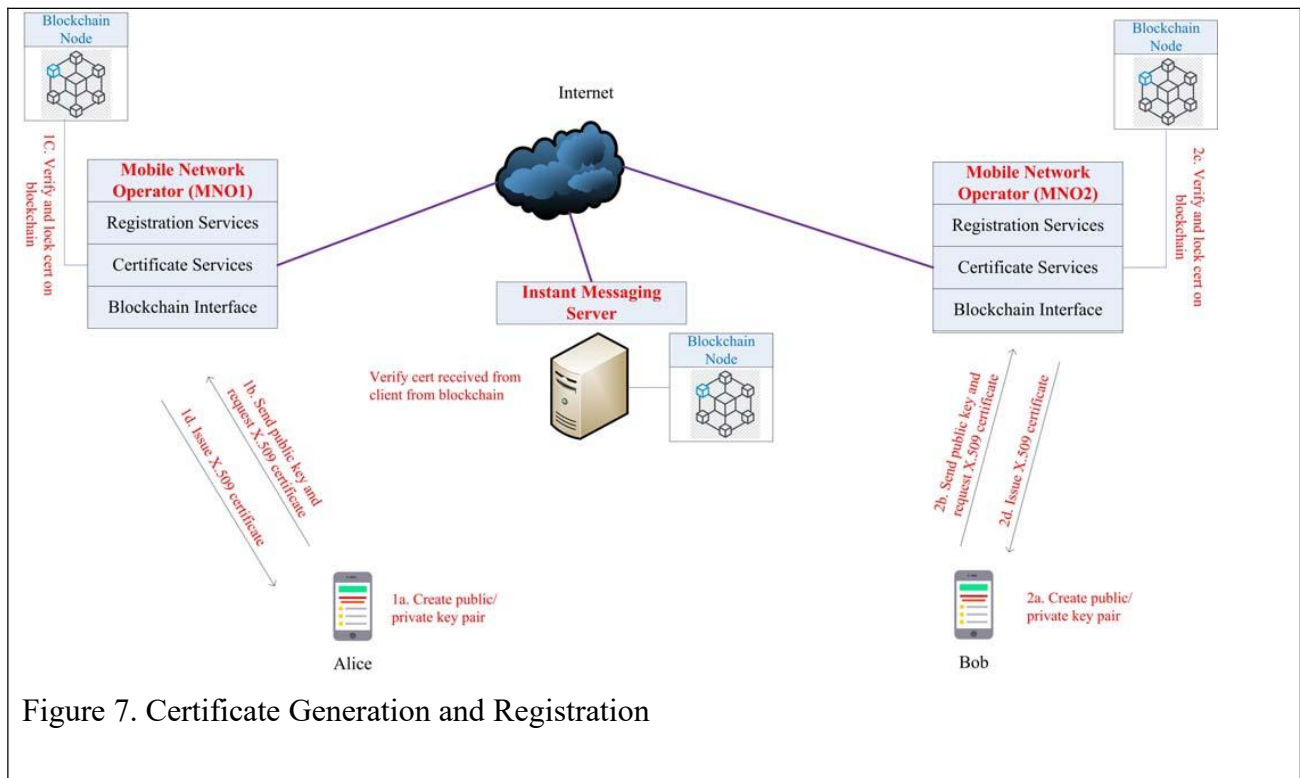 Blockchain
Node
1C. Verify and lock cert on
blockchain
Mobile Network
Operator (MNO1)
Registration Services
Certificate Services
Blockchain Interface
Internet
Instant Messaging
Server
Verify cert received from
client from blockchain
Blockchain
Node
Blockchain
Node
2c. Verify and lock cert on
blockchain
Mobile Network
Operator (MNO2)
Registration Services
Certificate Services
Blockchain Interface
1b. Send public key and
request X.509 certificate
1d. Issue X.509 certificate
1a. Create public/
private key pair
Alice
2b. Send public key and
request X.509 certificate
2d. Issue X.509 certificate
2a. Create public/
private key pair
Bob
Figure 7. Certificate Generation and Registration